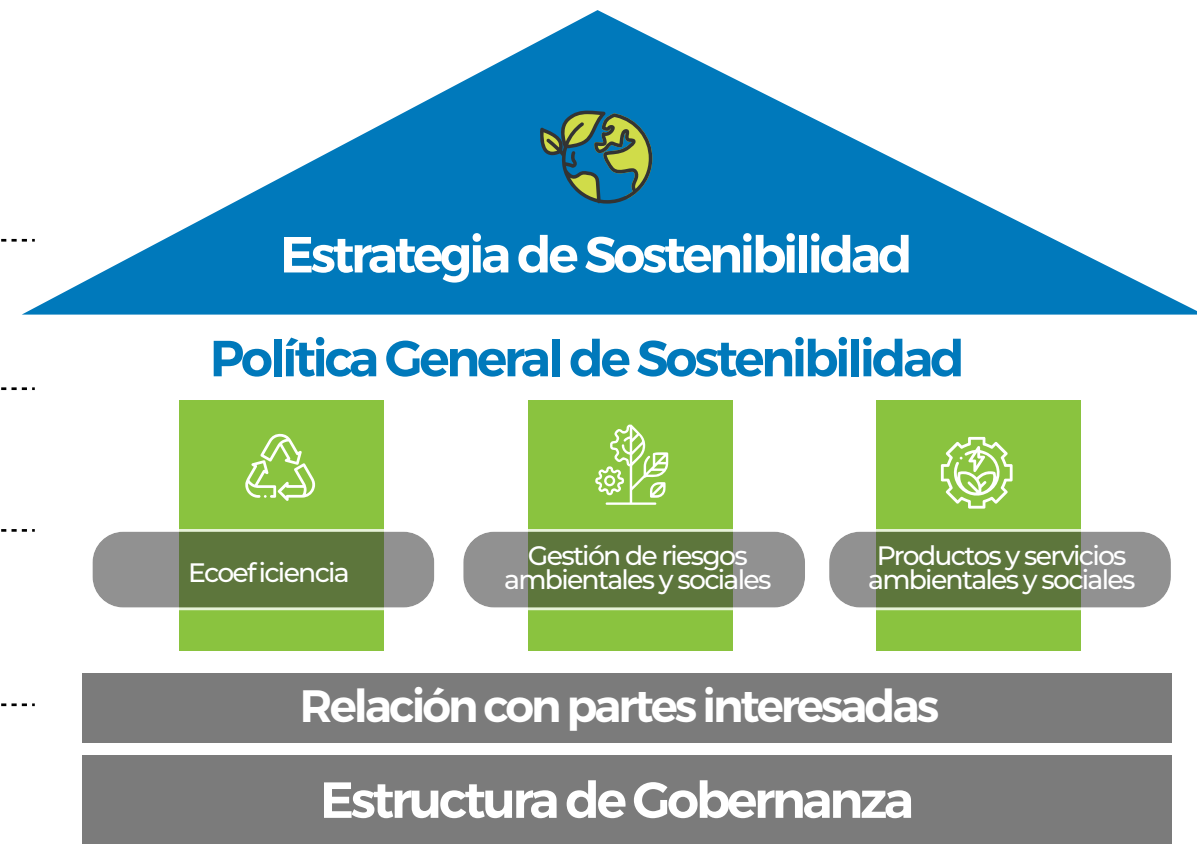 Estrategia de Sostenibilidad
Política General de Sostenibilidad
Ecoeficiencia
Gestión de riesgos
ambientales y sociales
Productos y servicios
ambientales y sociales
Relación con partes interesadas
Estructura de Gobernanza